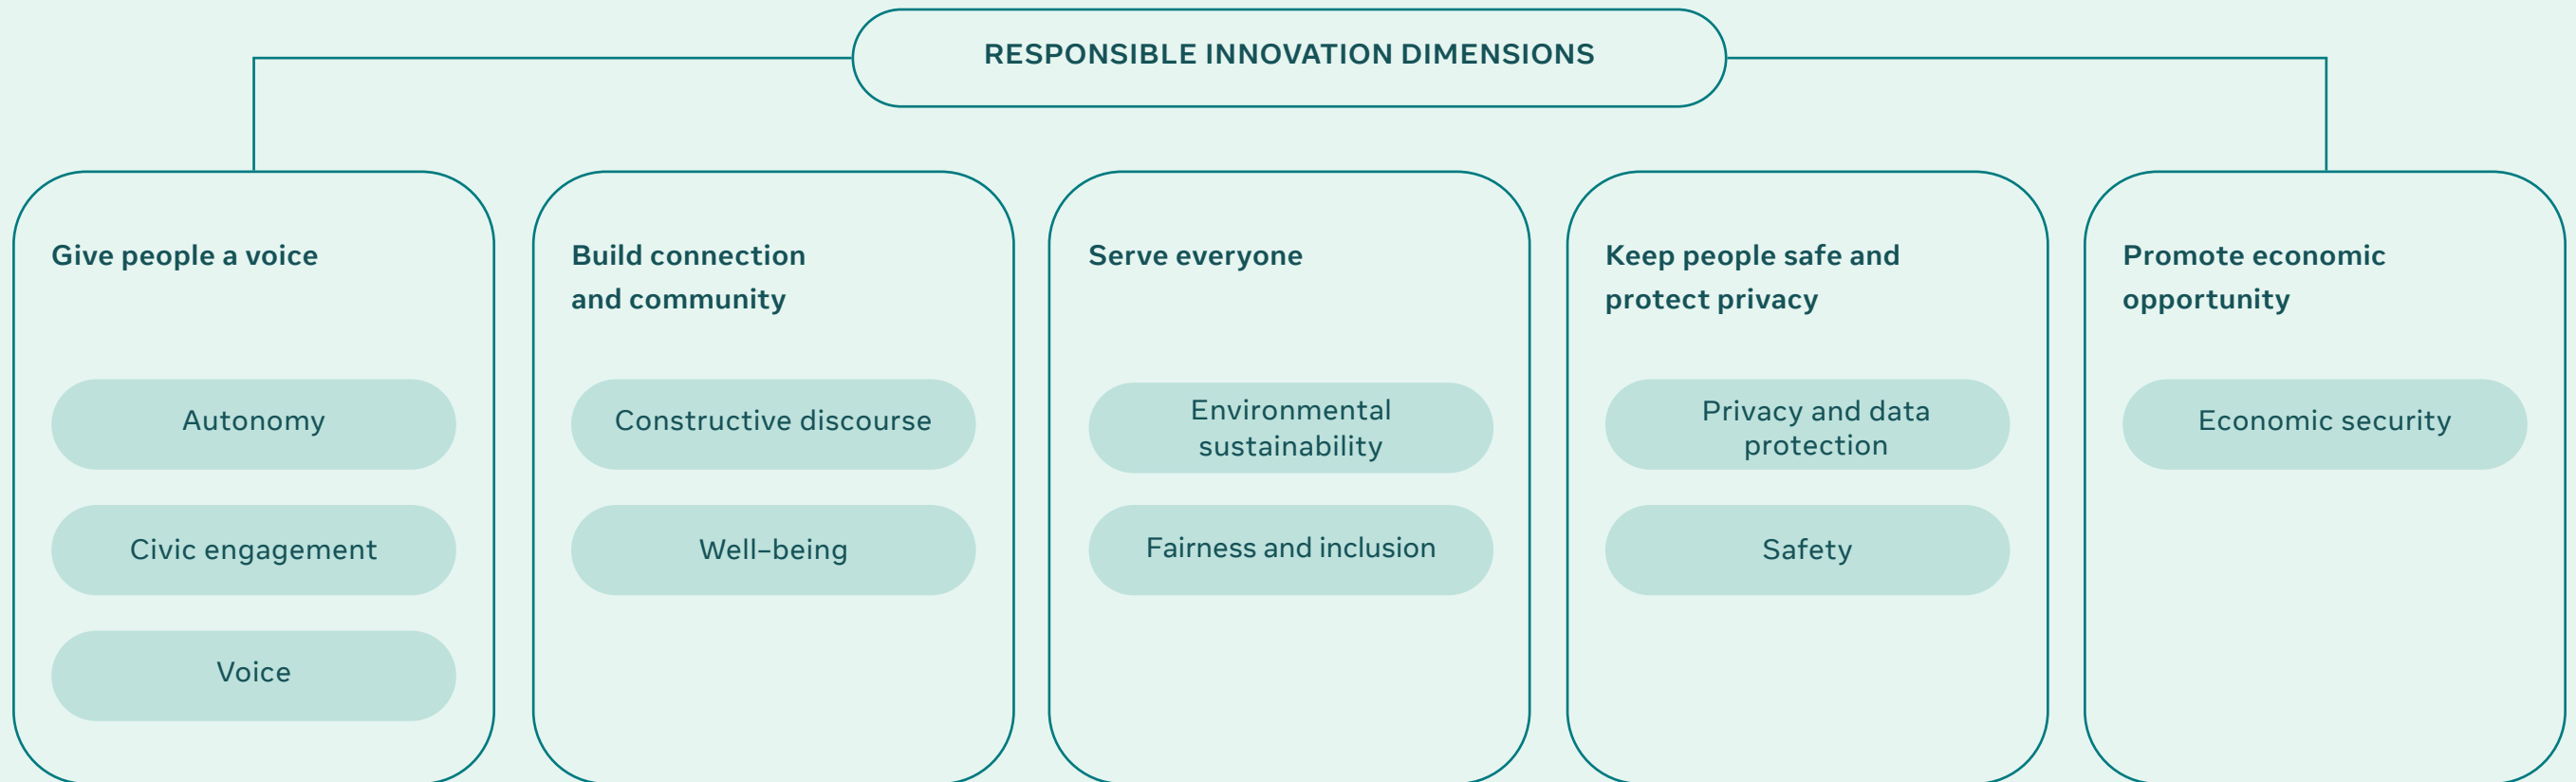 RESPONSIBLE INNOVATION DIMENSIONS
Give people a voice
Autonomy
Civic engagement
Voice
Build connection
and community
Constructive discourse
Well–being
Serve everyone
Environmental
sustainability
Fairness and inclusion
Keep people safe and
protect privacy
Privacy and data
protection
Safety
Promote economic
opportunity
Economic security